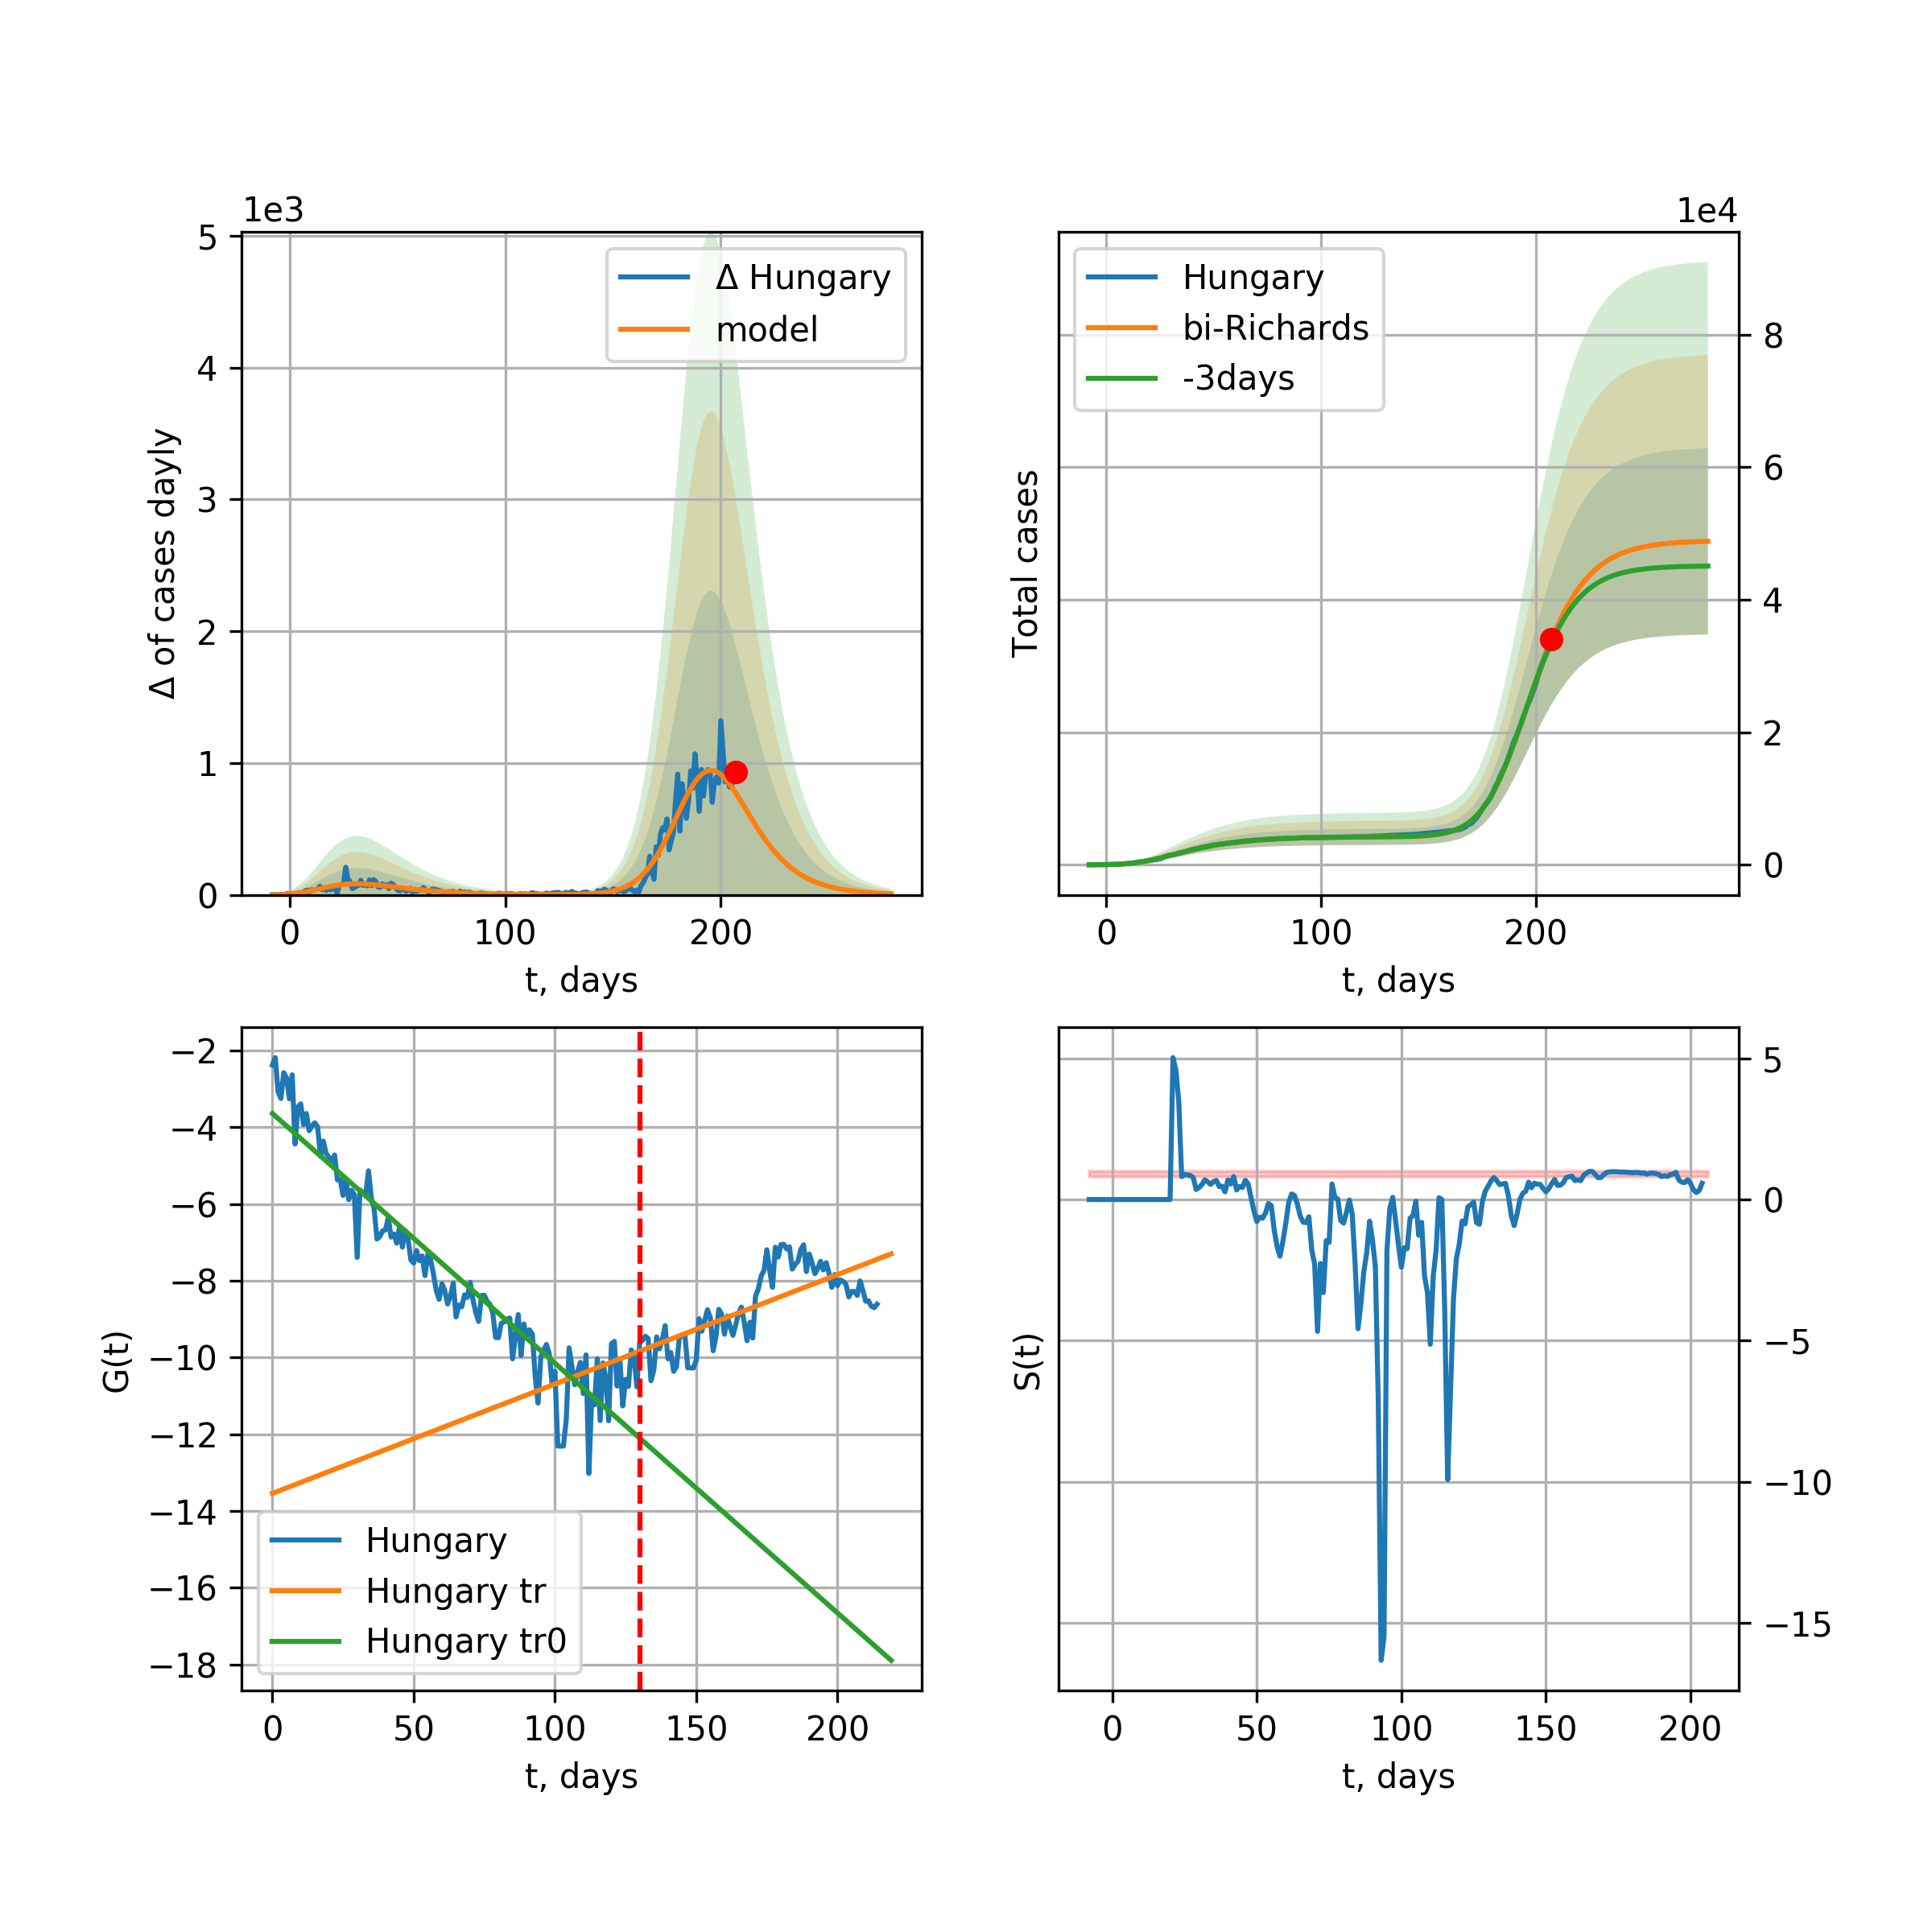 1e3
5
4
3
2
1
0
Δ of cases dayly
Δ Hungary
model
0 100 200
t, days
1e4
Hungary
bi-Richards
-3days
Total cases
8
6
4
2
0
0 100 200
t, days
−2
−4
−6
−8
−10
−12
−14
−16
−18
G(t)
Hungary
Hungary tr
Hungary tr0
0 50 100 150 200
t, days
S(t)
5
0
−5
−10
−15
0 50 100 150 200
t, days